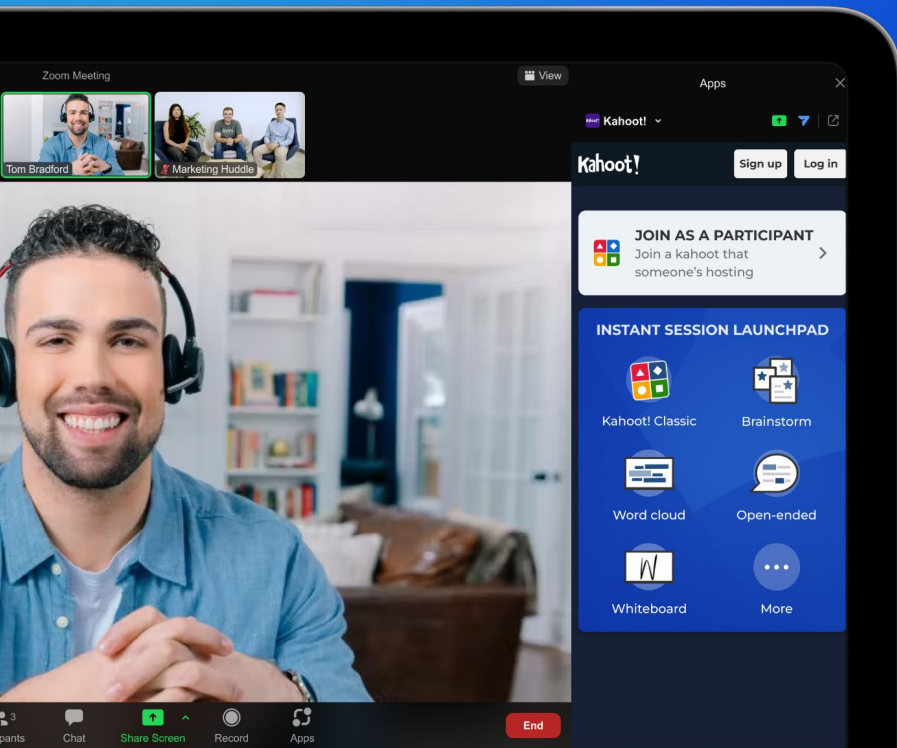 Zoom Meeting
View
Apps
Tom Bradford
Marketing Huddle
Kahoot!
Kahoot!
Sign up
Log in
JOIN AS A PARTICIPANT
Join a kahoot that
someone's hosting
INSTANT SESSION LAUNCHPAD
Kahoot! Classic
Brainstorm
Word cloud
Open-ended
Whiteboard
More
3
pants
Chat
Share Screen
Record
Apps
End